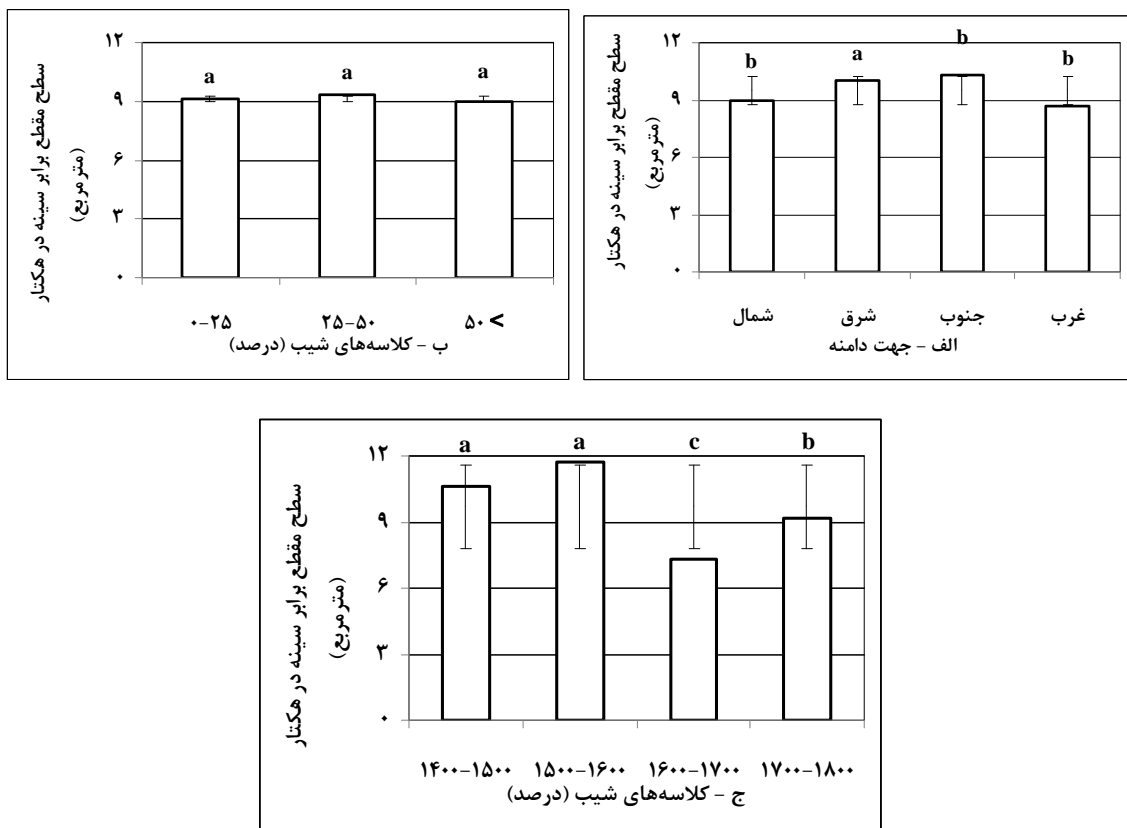 سطح مقطح برابر سینه در هکتار
(مترمربع)
۱۲
۹
۶
۳
۰
b a b b
شمال شرق جنوب غرب
الف - جهت دامنه
سطح مقطع برابر سینه در هکتار
(مترمربع)
۱۲
۹
۶
۳
۰
a a a
۰-۲۵ ۲۵-۵۰ ۵۰ <
ب - کلاسه‌های شیب (درصد)
سطح مقطع برابر سینه در هکتار
(مترمربع)
۱۲
۹
۶
۳
۰
a a c b
۱۴۰۰-۱۵۰۰ ۱۵۰۰-۱۶۰۰ ۱۶۰۰-۱۷۰۰ ۱۷۰۰-۱۸۰۰
ج - کلاسه‌های شیب (درصد)